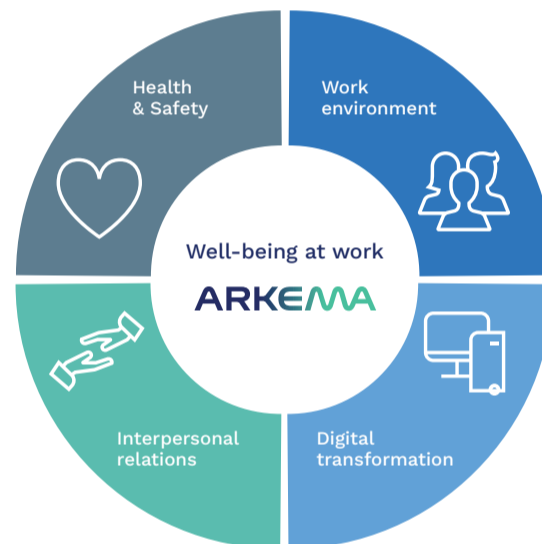 Health
& Safety
Work
environment
Well-being at work
ARKEMA
Interpersonal
relations
Digital
transformation